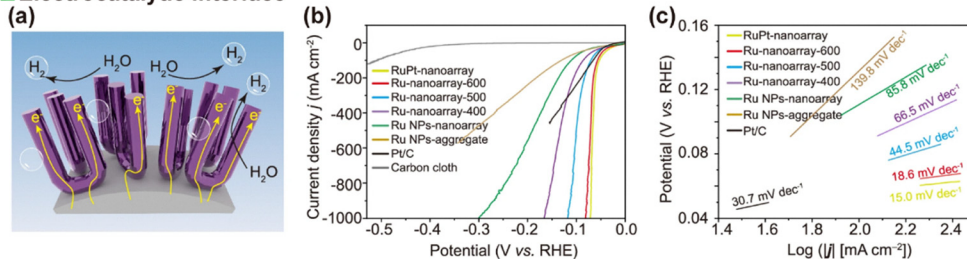 Electrocatalytic interface
(a)
H2
H2O
H2O
H2
H2
e-
e-
e-
e-
e-
H2O
(b)
Current density j (mA cm-2)
0
-200
-400
-600
-800
-1000
RuPt-nanoarray
Ru-nanoarray-600
Ru-nanoarray-500
Ru-nanoarray-400
Ru NPs-nanoarray
Ru NPs-aggregate
Pt/C
Carbon cloth
-0.5 -0.4 -0.3 -0.2 -0.1 0.0
Potential (V vs. RHE)
(c)
Potential (V vs. RHE)
0.16
0.12
0.08
0.04
RuPt-nanoarray
Ru-nanoarray-600
Ru-nanoarray-500
Ru-nanoarray-400
Ru NPs-nanoarray
Ru NPs-aggregate
Pt/C
139.8 mV dec-1
85.8 mV dec-1
66.5 mV dec-1
44.5 mV dec-1
18.6 mV dec-1
15.0 mV dec-1
30.7 mV dec-1
1.4 1.6 1.8 2.0 2.2 2.4
Log (|j| [mA cm-2])